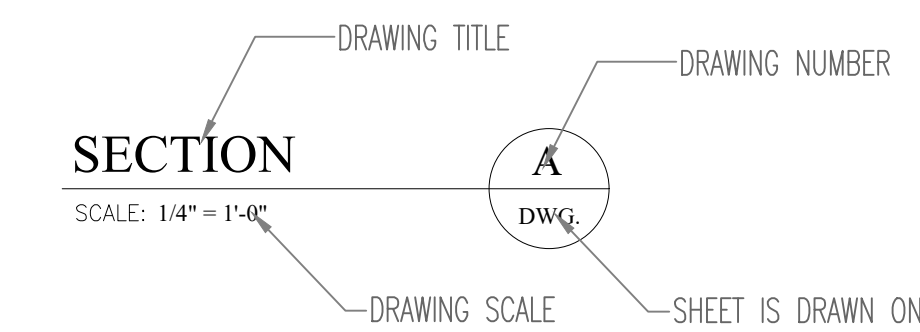 DRAWING TITLE
DRAWING NUMBER
SECTION
A
SCALE: 1/4" = 1'-0"
DWG.
DRAWING SCALE
SHEET IS DRAWN ON